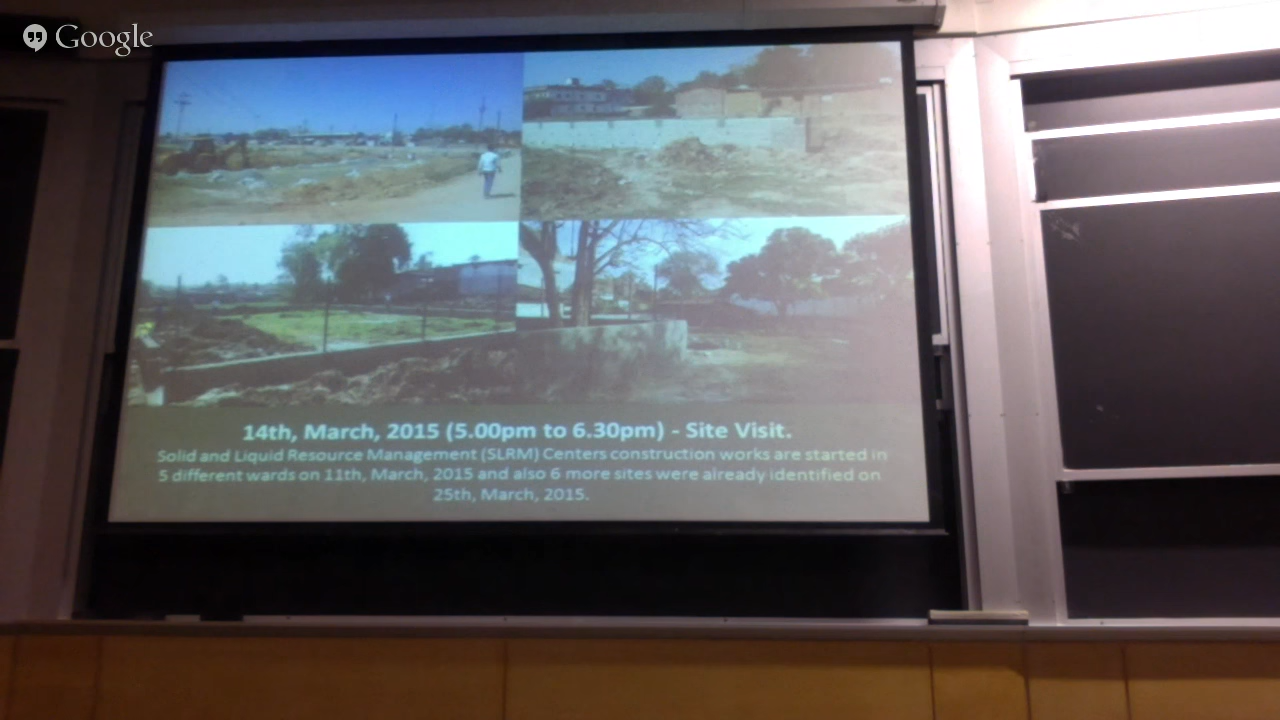 Google
14th, March, 2015 (5.00pm to 6.30pm) - Site Visit.
Solid and Liquid Resource Management (SLRM) Centers construction works are started in
5 different wards on 11th, March, 2015 and also 6 more sites were already identified on
25th, March, 2015.